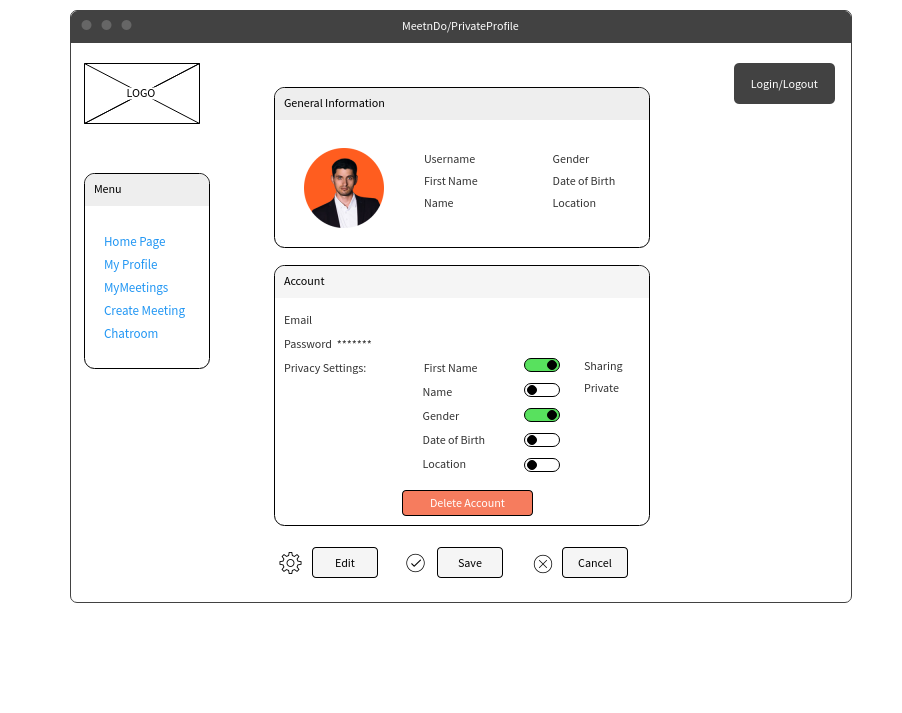 MeetnDo/PrivateProfile
LOGO
Login/Logout
Menu
Home Page
My Profile
MyMeetings
Create Meeting
Chatroom
General Information
Username
Gender
First Name
Date of Birth
Name
Location
Account
Email
Password *******
Privacy Settings:
First Name
Sharing
Name
Private
Gender
Date of Birth
Location
Delete Account
Edit
Save
Cancel